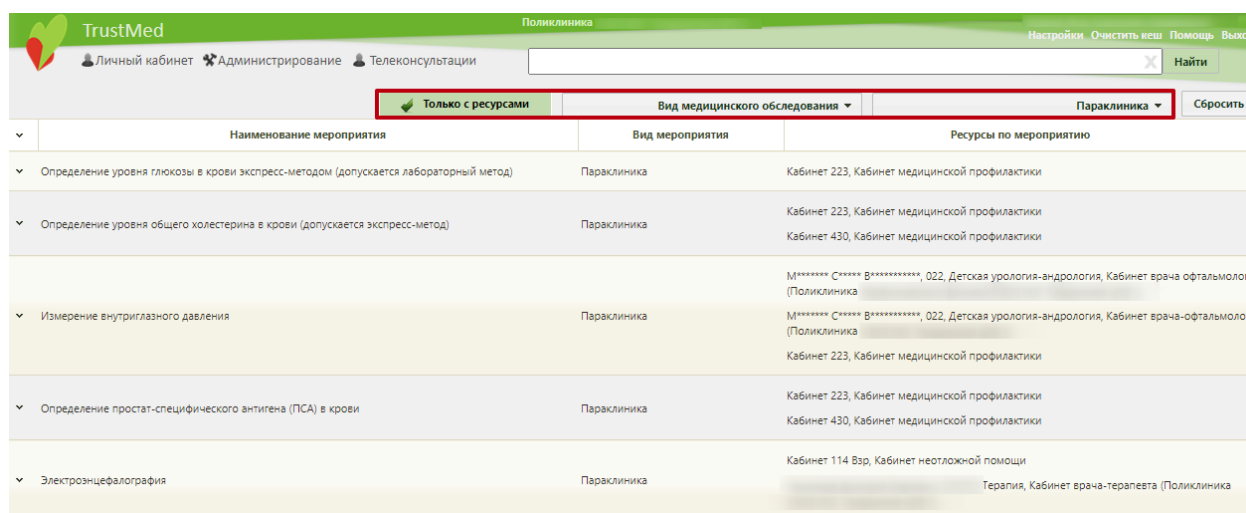 TrustMed
Поликлиника
Настройки Очистить кеш Помощь
Личный кабинет Администрирование Телеконсультации
X Найти
Только с ресурсами Вид медицинского обследования Параклиника Сбросить
Наименование мероприятия Вид мероприятия Ресурсы по мероприятию
Определение уровня глюкозы в крови экспресс-методом (допускается лабораторный метод) Параклиника Кабинет 223, Кабинет медицинской профилактики
Определение уровня общего холестерина в крови (допускается экспресс-метод) Параклиника Кабинет 223, Кабинет медицинской профилактики
Кабинет 430, Кабинет медицинской профилактики
М******* С***** В***********, 022, Детская урология-андрология, Кабинет врача офтальмоло
(Поликлиника
Измерение внутриглазного давления Параклиника М******* С***** В***********, 022, Детская урология-андрология, Кабинет врача-офтальмоло
(Поликлиника
Кабинет 223, Кабинет медицинской профилактики
Определение простат-специфического антигена (ПСА) в крови Параклиника Кабинет 223, Кабинет медицинской профилактики
Кабинет 430, Кабинет медицинской профилактики
Кабинет 114 Взр, Кабинет неотложной помощи
Электроэнцефалография Параклиника Терапия, Кабинет врача-терапевта (Поликлиника